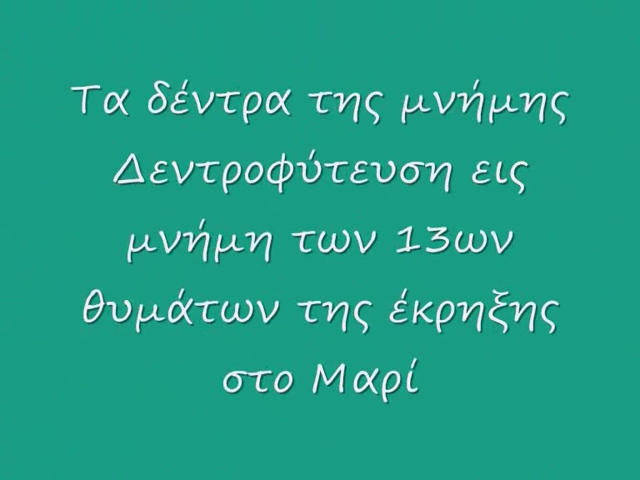 Τα δέντρα της μνήμης
Δεντροφύτευση εις
μνήμη των 13ων
θυμάτων της έκρηξης
στο Μαρί